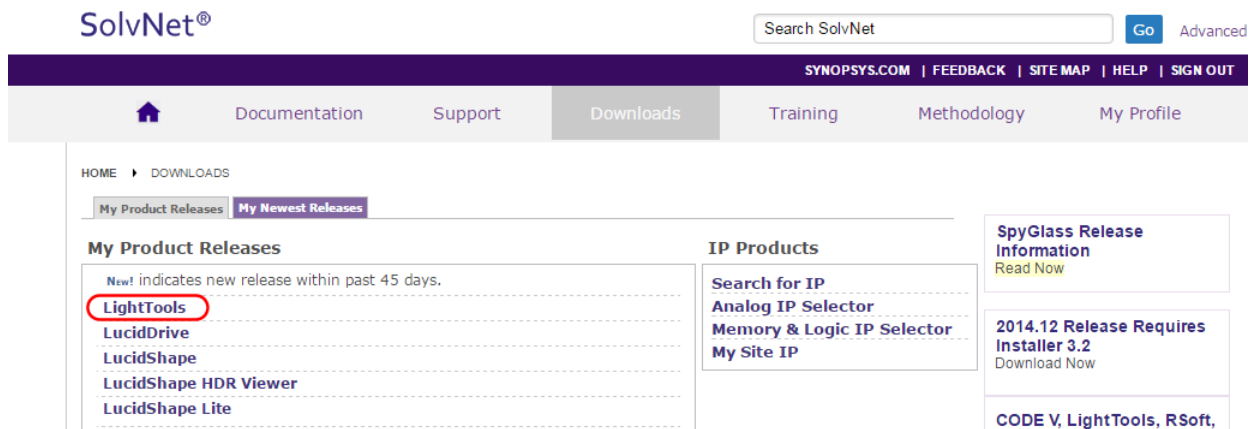 SolvNet®
Search SolvNet
Go
Advanced
SYNOPSYS.COM | FEEDBACK | SITE MAP | HELP | SIGN OUT
Documentation
Support
Downloads
Training
Methodology
My Profile
HOME DOWNLOADS
My Product Releases
My Newest Releases
My Product Releases
New! indicates new release within past 45 days.
LightTools
LucidDrive
LucidShape
LucidShape HDR Viewer
LucidShape Lite
IP Products
Search for IP
Analog IP Selector
Memory & Logic IP Selector
My Site IP
SpyGlass Release
Information
Read Now
2014.12 Release Requires
Installer 3.2
Download Now
CODE V, LightTools, RSoft,